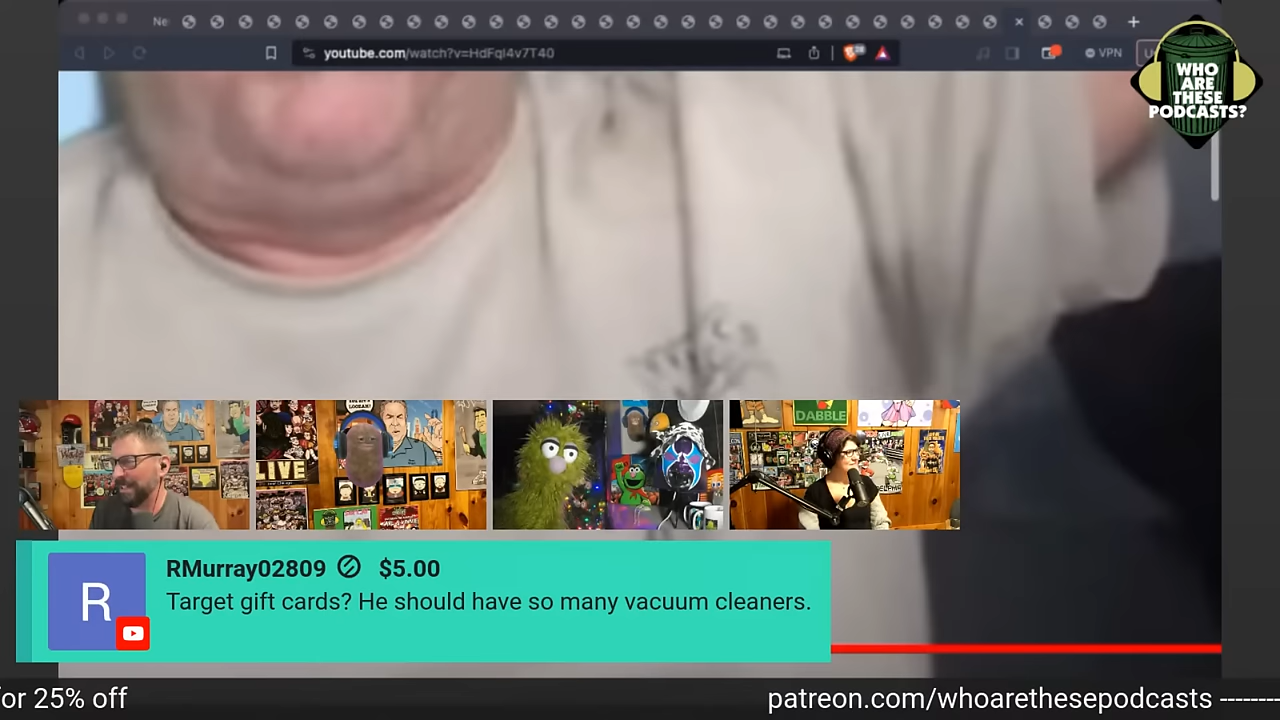 Ne
youtube.com/watch?v=HdFql4v7T40
VPN
WHO
ARE
THESE
PODCASTS?
LIVE
DABBLE
R
RMurray02809 $5.00
Target gift cards? He should have so many vacuum cleaners.
or 25% off
patreon.com/whoarethesepodcasts -------